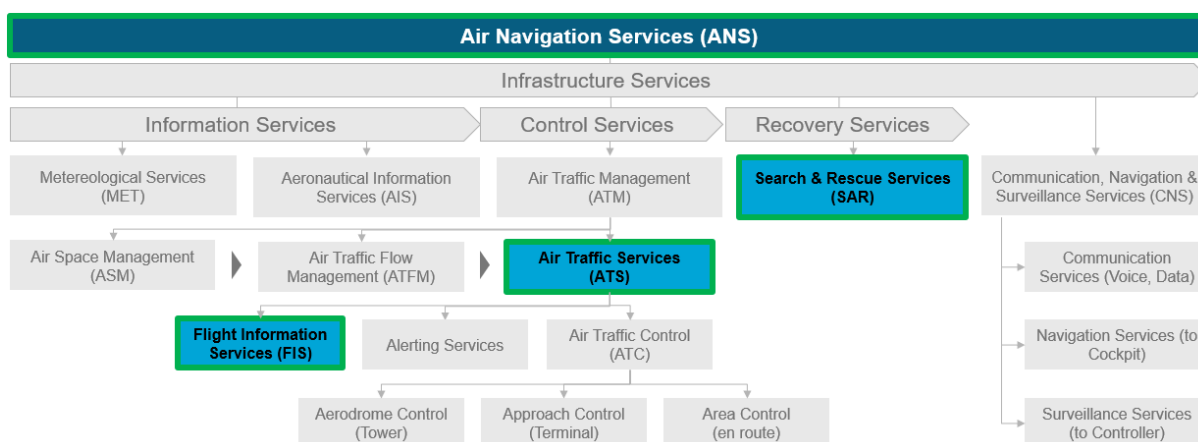 Air Navigation Services (ANS)
Infrastructure Services
Information Services
Control Services
Recovery Services
Metereological Services
(MET)
Aeronautical Information
Services (AIS)
Air Traffic Management
(ATM)
Search & Rescue Services
(SAR)
Communication, Navigation &
Surveillance Services (CNS)
Air Space Management
(ASM)
Air Traffic Flow
Management (ATFM)
Air Traffic Services
(ATS)
Communication
Services (Voice, Data)
Flight Information
Services (FIS)
Alerting Services
Air Traffic Control
(ATC)
Navigation Services (to
Cockpit)
Aerodrome Control
(Tower)
Approach Control
(Terminal)
Area Control
(en route)
Surveillance Services
(to Controller)